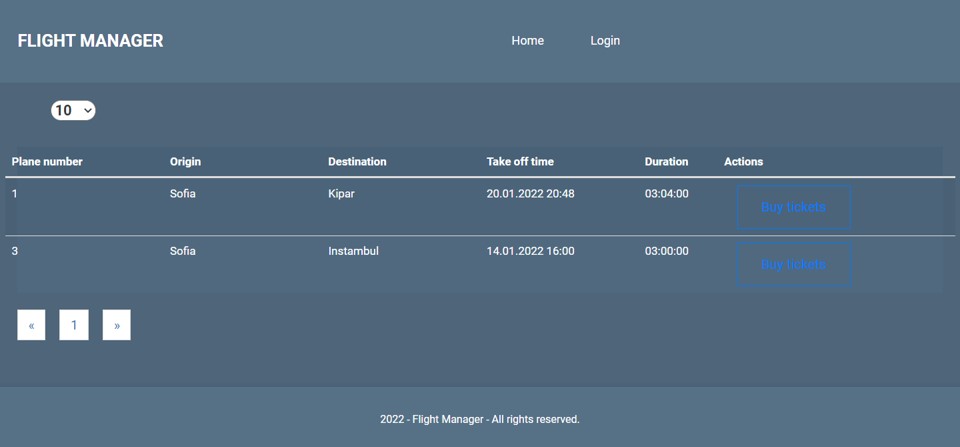 FLIGHT MANAGER Home Login
10
Plane number Origin Destination Take off time Duration Actions
1 Sofia Kipar 20.01.2022 20:48 03:04:00 Buy tickets
3 Sofia Instambul 14.01.2022 16:00 03:00:00 Buy tickets
« 1 »
2022 - Flight Manager - All rights reserved.